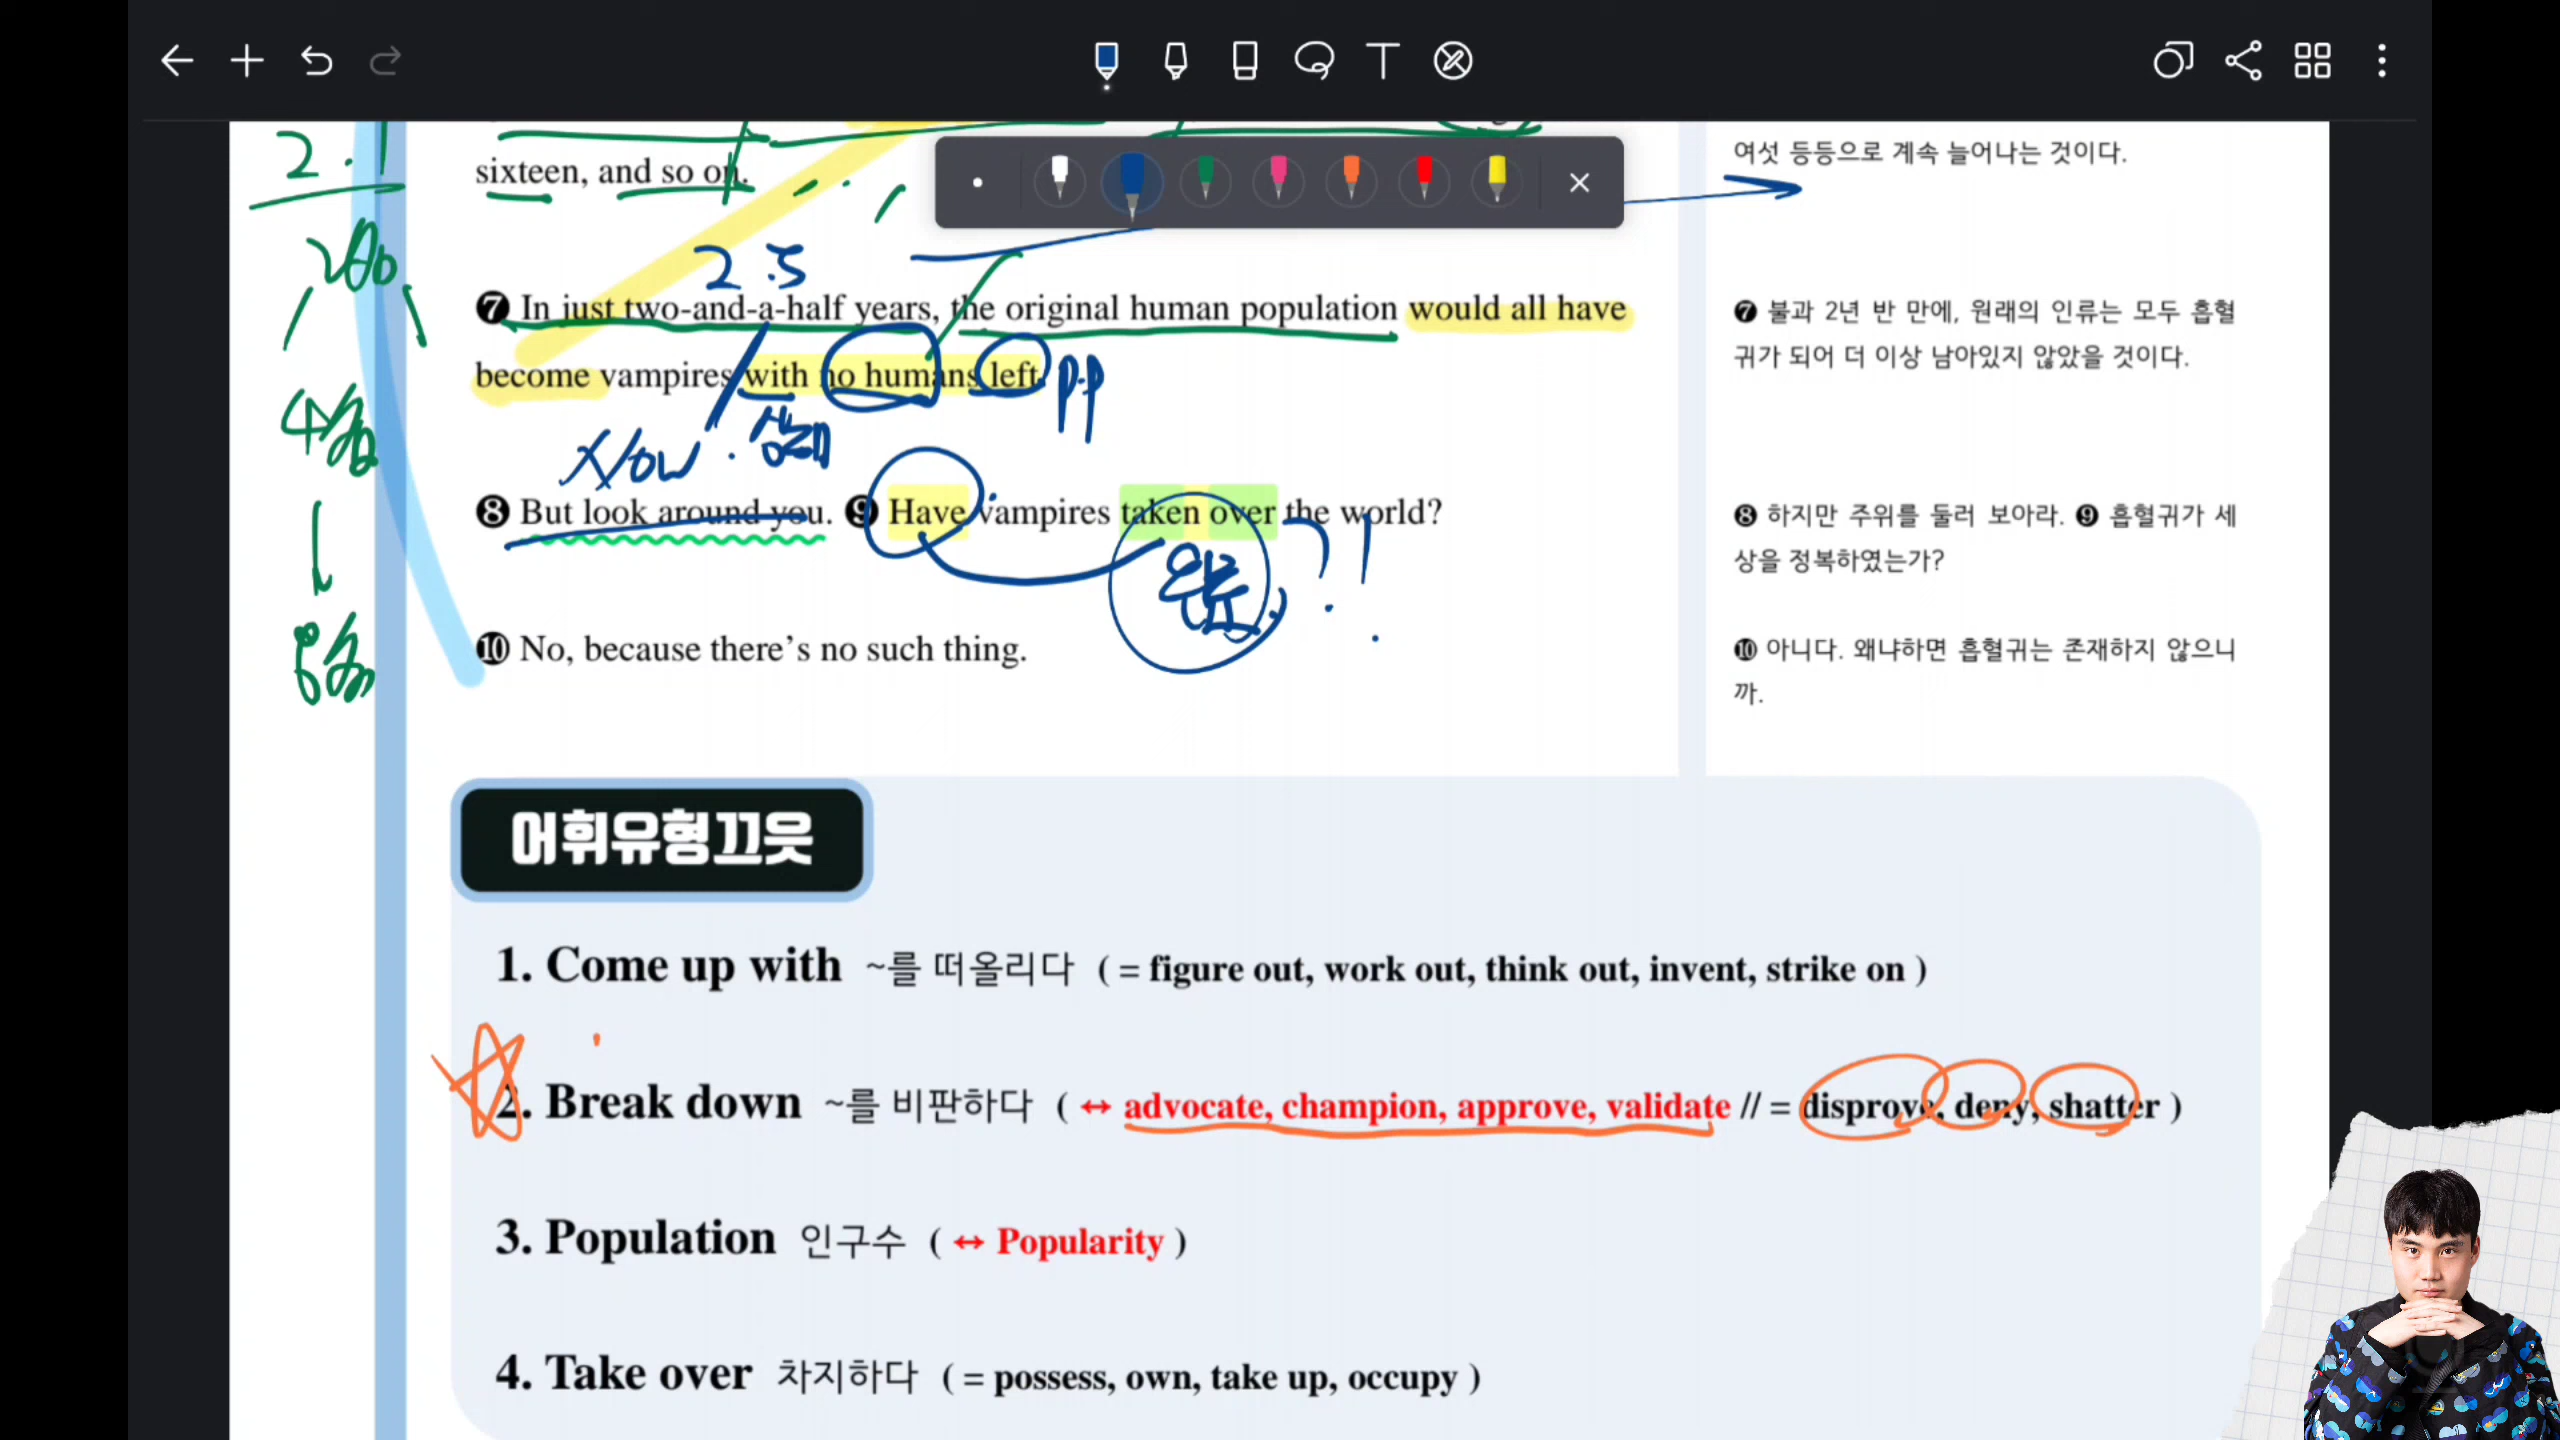 2.1
sixteen, and so on.
여섯 등등으로 계속 늘어나는 것이다.
2.5
❼ In just two-and-a-half years, the original human population would all have
become vampires with no humans left.
p.p
❼ 불과 2년 반 만에, 원래의 인류는 모두 흡혈
귀가 되어 더 이상 남아있지 않았을 것이다.
4명
Now.
❽ But look around you. ❾ Have vampires taken over the world?
완료
?!
❽ 하지만 주위를 둘러 보아라. ❾ 흡혈귀가 세
상을 정복하였는가?
8명
❿ No, because there's no such thing.
❿ 아니다. 왜냐하면 흡혈귀는 존재하지 않으니
까.
어휘유형끄읏
1. Come up with ~를 떠올리다 ( = figure out, work out, think out, invent, strike on )
2. Break down ~를 비판하다 ( ↔ advocate, champion, approve, validate // = disprove, deny, shatter )
3. Population 인구수 ( ↔ Popularity )
4. Take over 차지하다 ( = possess, own, take up, occupy )